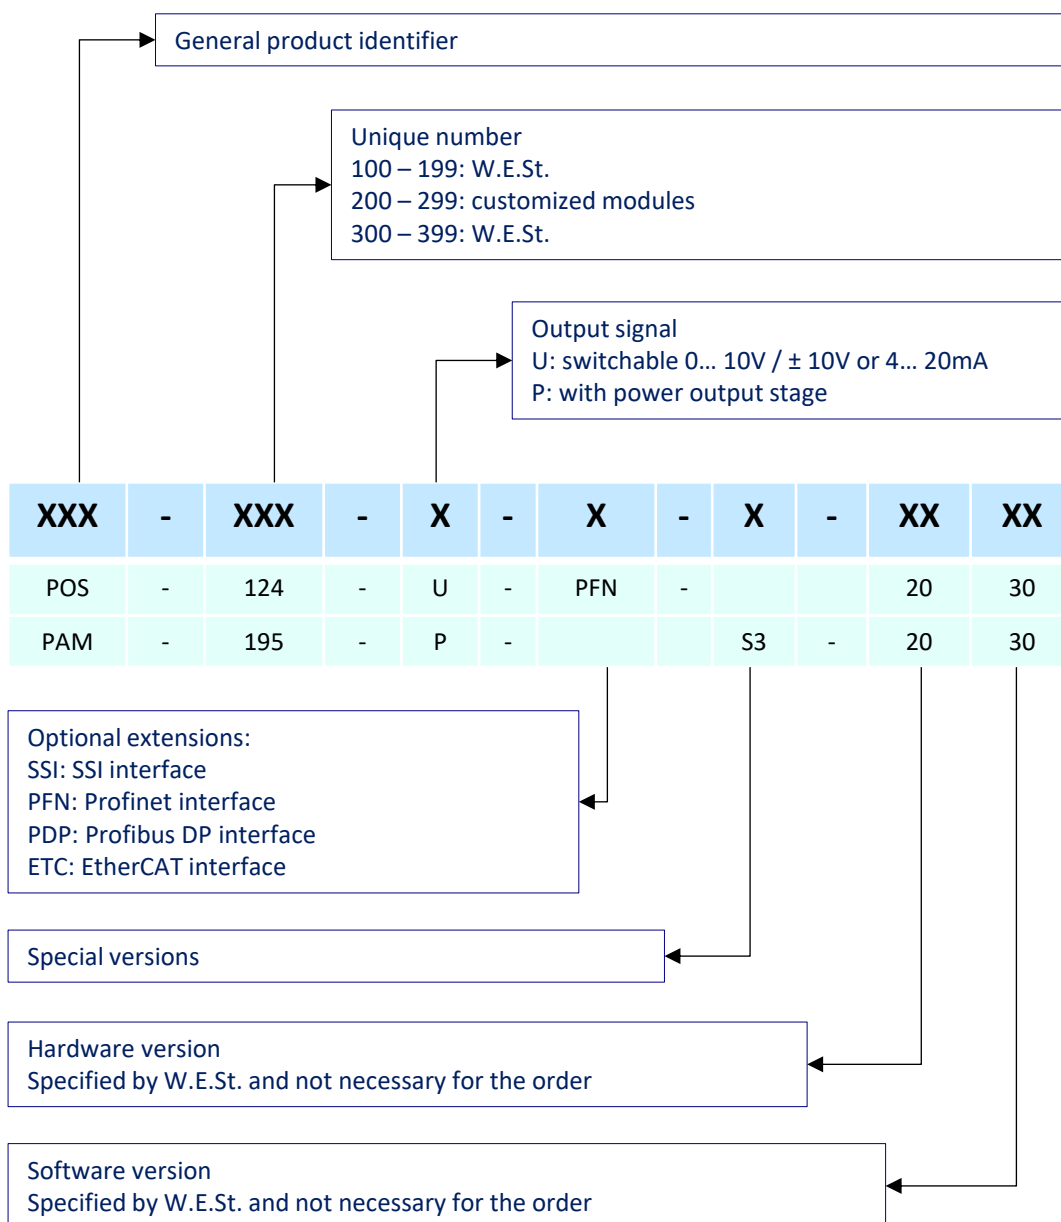 General product identifier
Unique number
100 – 199: W.E.St.
200 – 299: customized modules
300 – 399: W.E.St.
Output signal
U: switchable 0... 10V / ± 10V or 4... 20mA
P: with power output stage
XXX - XXX - X - X - X - XX XX
POS - 124 - U - PFN - 20 30
PAM - 195 - P - S3 - 20 30
Optional extensions:
SSI: SSI interface
PFN: Profinet interface
PDP: Profibus DP interface
ETC: EtherCAT interface
Special versions
Hardware version
Specified by W.E.St. and not necessary for the order
Software version
Specified by W.E.St. and not necessary for the order